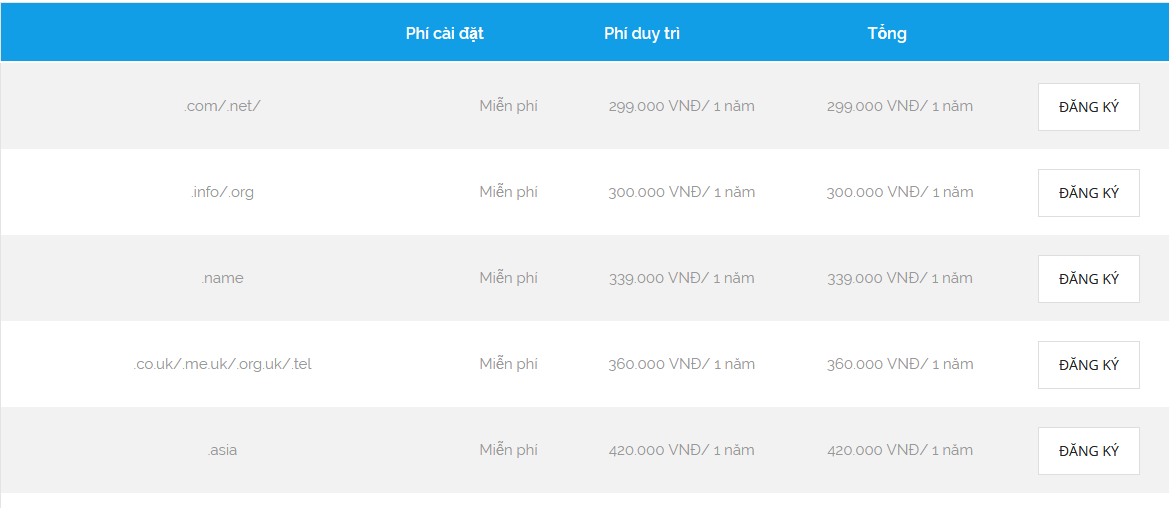 Phí cài đặt Phí duy trì Tổng
.com/.net/ Miễn phí 299.000 VNĐ/ 1 năm 299.000 VNĐ/ 1 năm ĐĂNG KÝ
.info/.org Miễn phí 300.000 VNĐ/ 1 năm 300.000 VNĐ/ 1 năm ĐĂNG KÝ
.name Miễn phí 339.000 VNĐ/ 1 năm 339.000 VNĐ/ 1 năm ĐĂNG KÝ
.co.uk/.me.uk/.org.uk/.tel Miễn phí 360.000 VNĐ/ 1 năm 360.000 VNĐ/ 1 năm ĐĂNG KÝ
.asia Miễn phí 420.000 VNĐ/ 1 năm 420.000 VNĐ/ 1 năm ĐĂNG KÝ